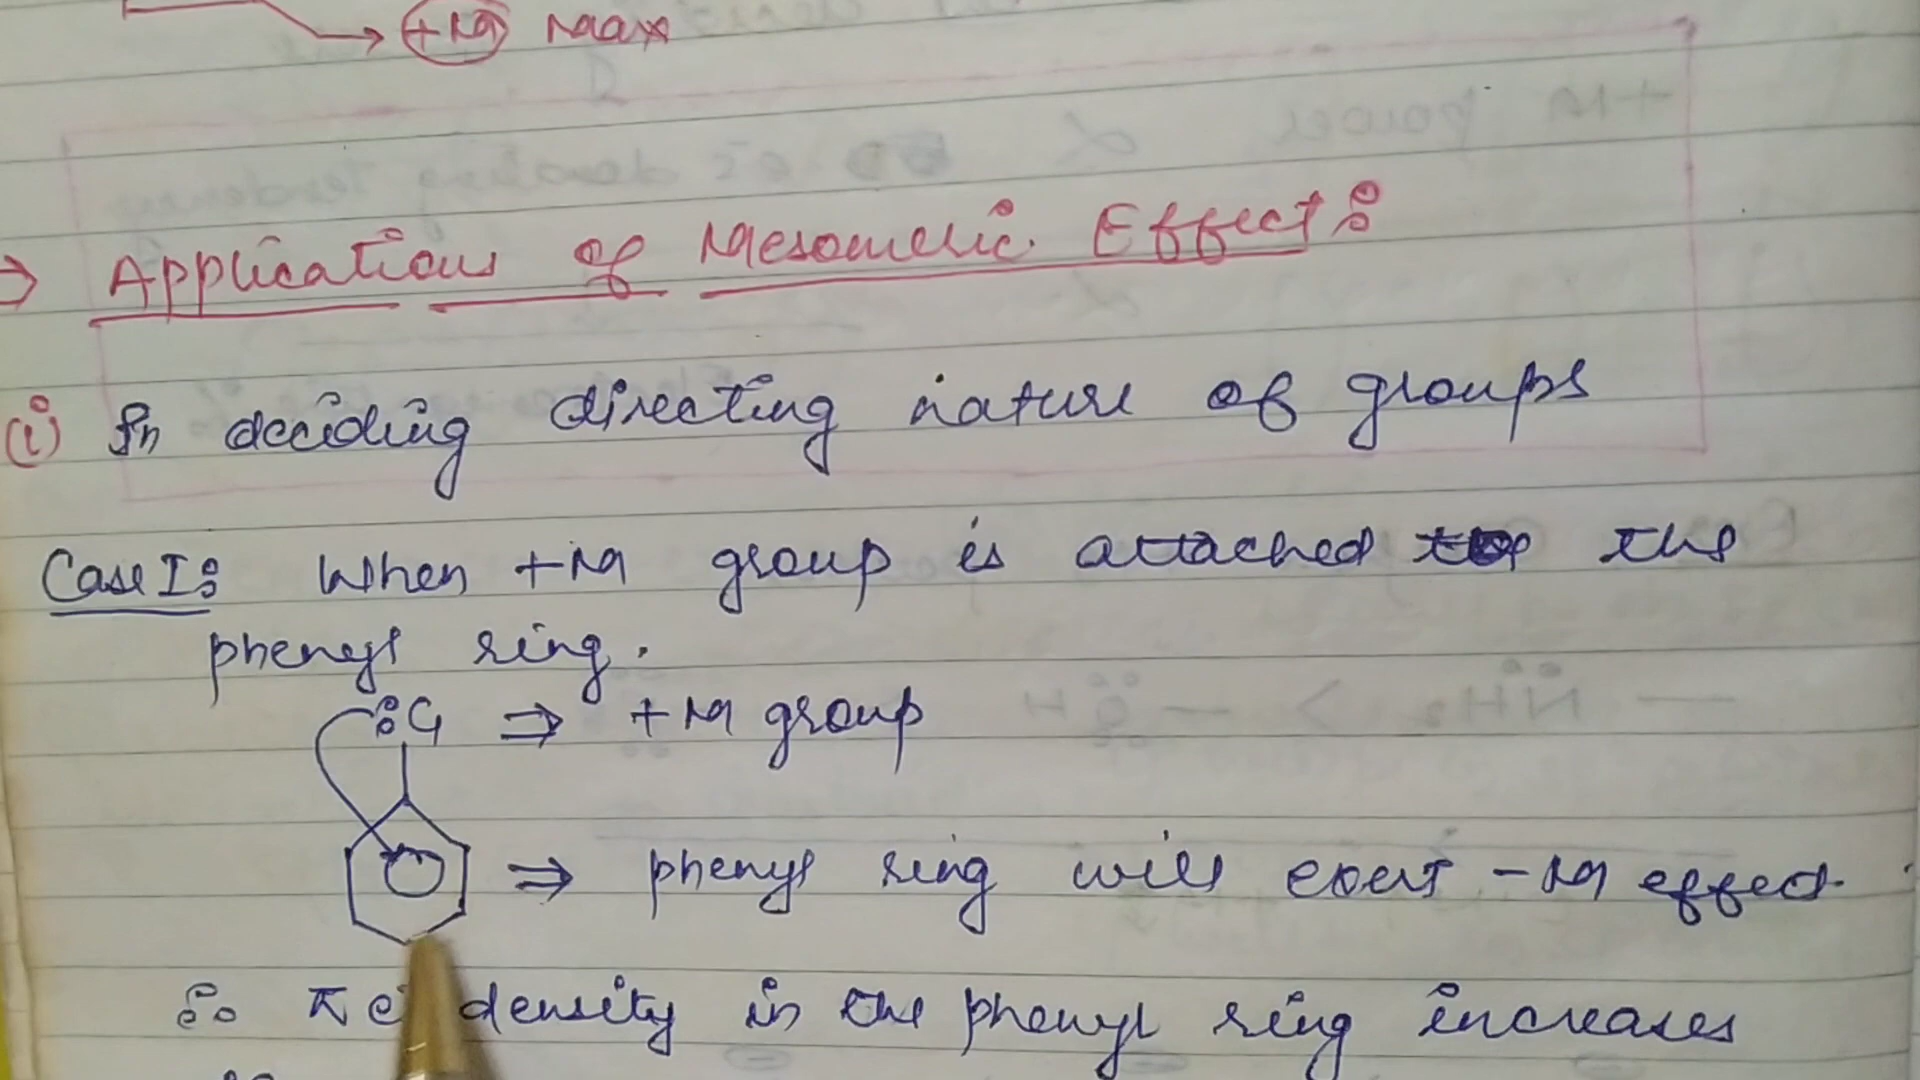 +M max
→ Applications of Mesomeric Effect:
(i) In deciding directing nature of groups
Case I: When +M group is attached to the
phenyl ring.
:G ⇒ +M group
⇒ phenyl ring will exert -M effect.
∴ π e density in the phenyl ring increases